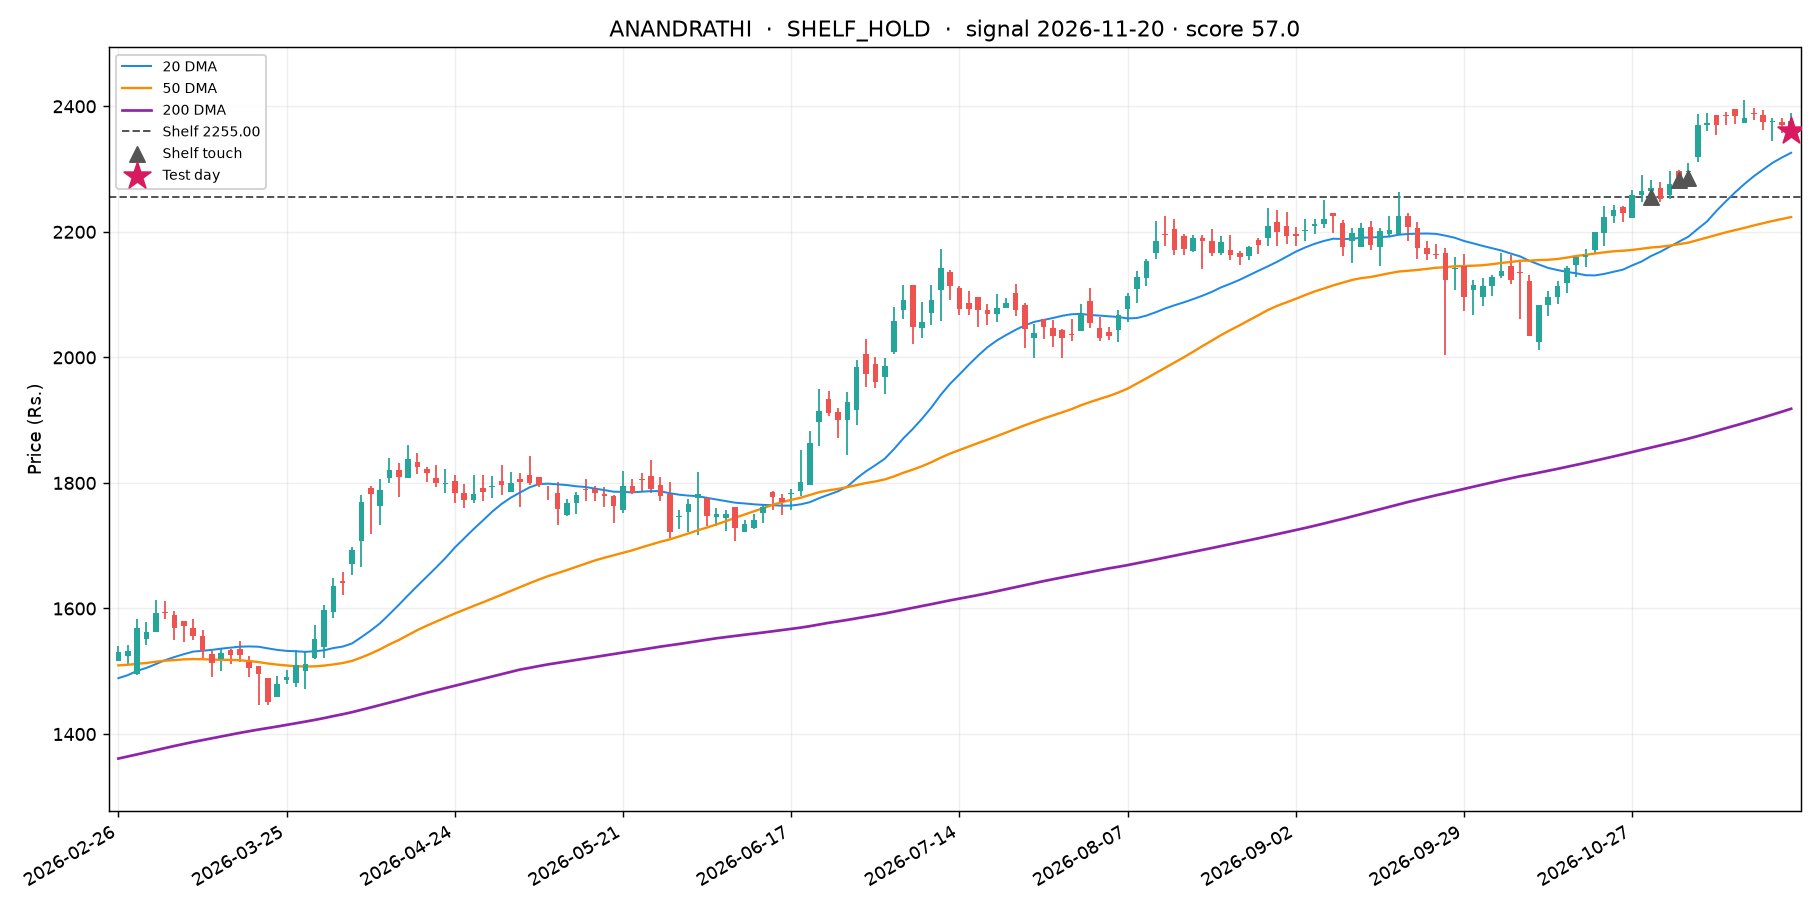 ANANDRATHI · SHELF_HOLD · signal 2026-11-20 · score 57.0
20 DMA
50 DMA
200 DMA
Shelf 2255.00
Shelf touch
Test day
Price (Rs.)
2400
2200
2000
1800
1600
1400
2026-02-26
2026-03-25
2026-04-24
2026-05-21
2026-06-17
2026-07-14
2026-08-07
2026-09-02
2026-09-29
2026-10-27